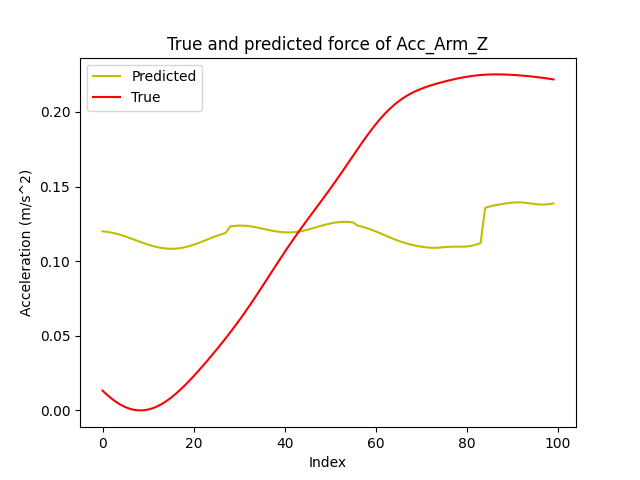 True and predicted force of Acc_Arm_Z
Predicted
True
Acceleration (m/s^2)
0.20
0.15
0.10
0.05
0.00
0 20 40 60 80 100
Index